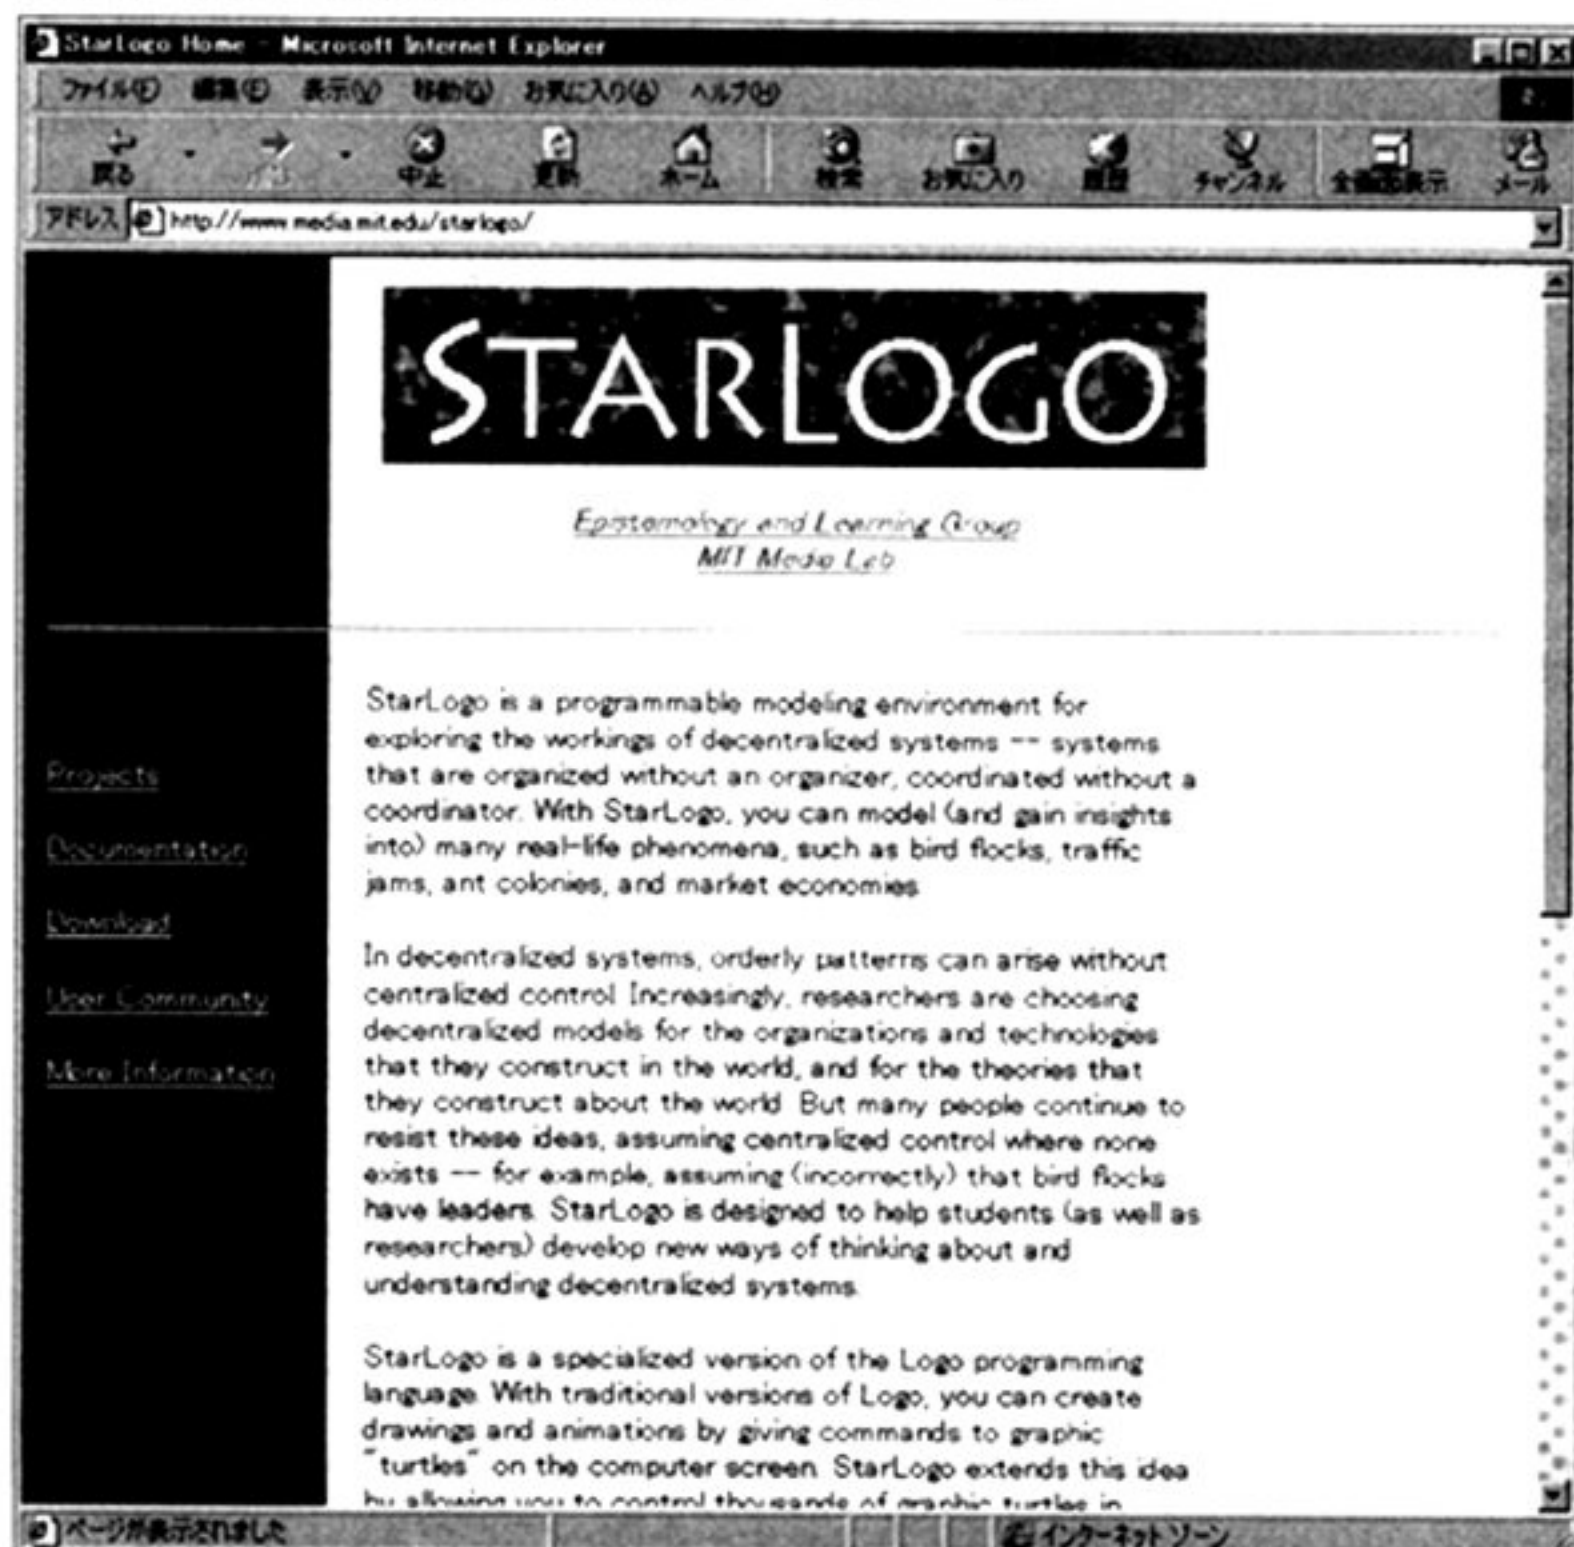 StarLogo Home - Microsoft Internet Explorer
ファイル(F) 編集(E) 表示(V) 移動(G) お気に入り(A) ヘルプ(H)
戻る 中止 更新 ホーム 検索 お気に入り 履歴 チャンネル 全画面表示 メール
アドレス http://www.media.mit.edu/starlogo/
STARLOGO
Epistemology and Learning Group
MIT Media Lab
StarLogo is a programmable modeling environment for
exploring the workings of decentralized systems -- systems
that are organized without an organizer, coordinated without a
coordinator. With StarLogo, you can model (and gain insights
into) many real-life phenomena, such as bird flocks, traffic
jams, ant colonies, and market economies.
In decentralized systems, orderly patterns can arise without
centralized control. Increasingly, researchers are choosing
decentralized models for the organizations and technologies
that they construct in the world, and for the theories that
they construct about the world. But many people continue to
resist these ideas, assuming centralized control where none
exists -- for example, assuming (incorrectly) that bird flocks
have leaders. StarLogo is designed to help students (as well as
researchers) develop new ways of thinking about and
understanding decentralized systems.
StarLogo is a specialized version of the Logo programming
language. With traditional versions of Logo, you can create
drawings and animations by giving commands to graphic
"turtles" on the computer screen. StarLogo extends this idea
by allowing you to control thousands of graphic turtles in
Projects
Documentation
Download
User Community
More Information
ページが表示されました インターネット ゾーン